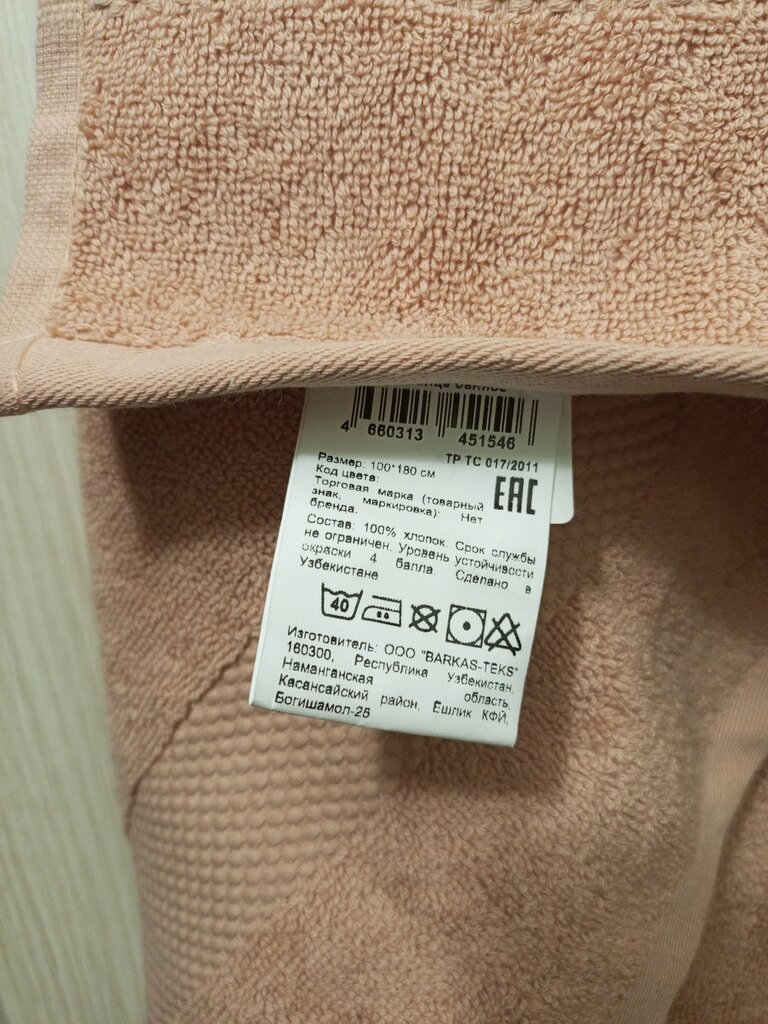 4 660313 451546
ТР ТС 017/2011
Размер: 100*180 см
Код цвета:
Торговая марка (товарный
знак, маркировка): Нет
бренда.
EAC
Состав: 100% хлопок. Срок службы
не ограничен. Уровень устойчивости
окраски 4 балла. Сделано в
Узбекистане
40
Изготовитель: ООО "BARKAS-TEKS"
160300, Республика Узбекистан,
Наманганская область,
Касансайский район, Ешлик КФЙ,
Богишамол-25